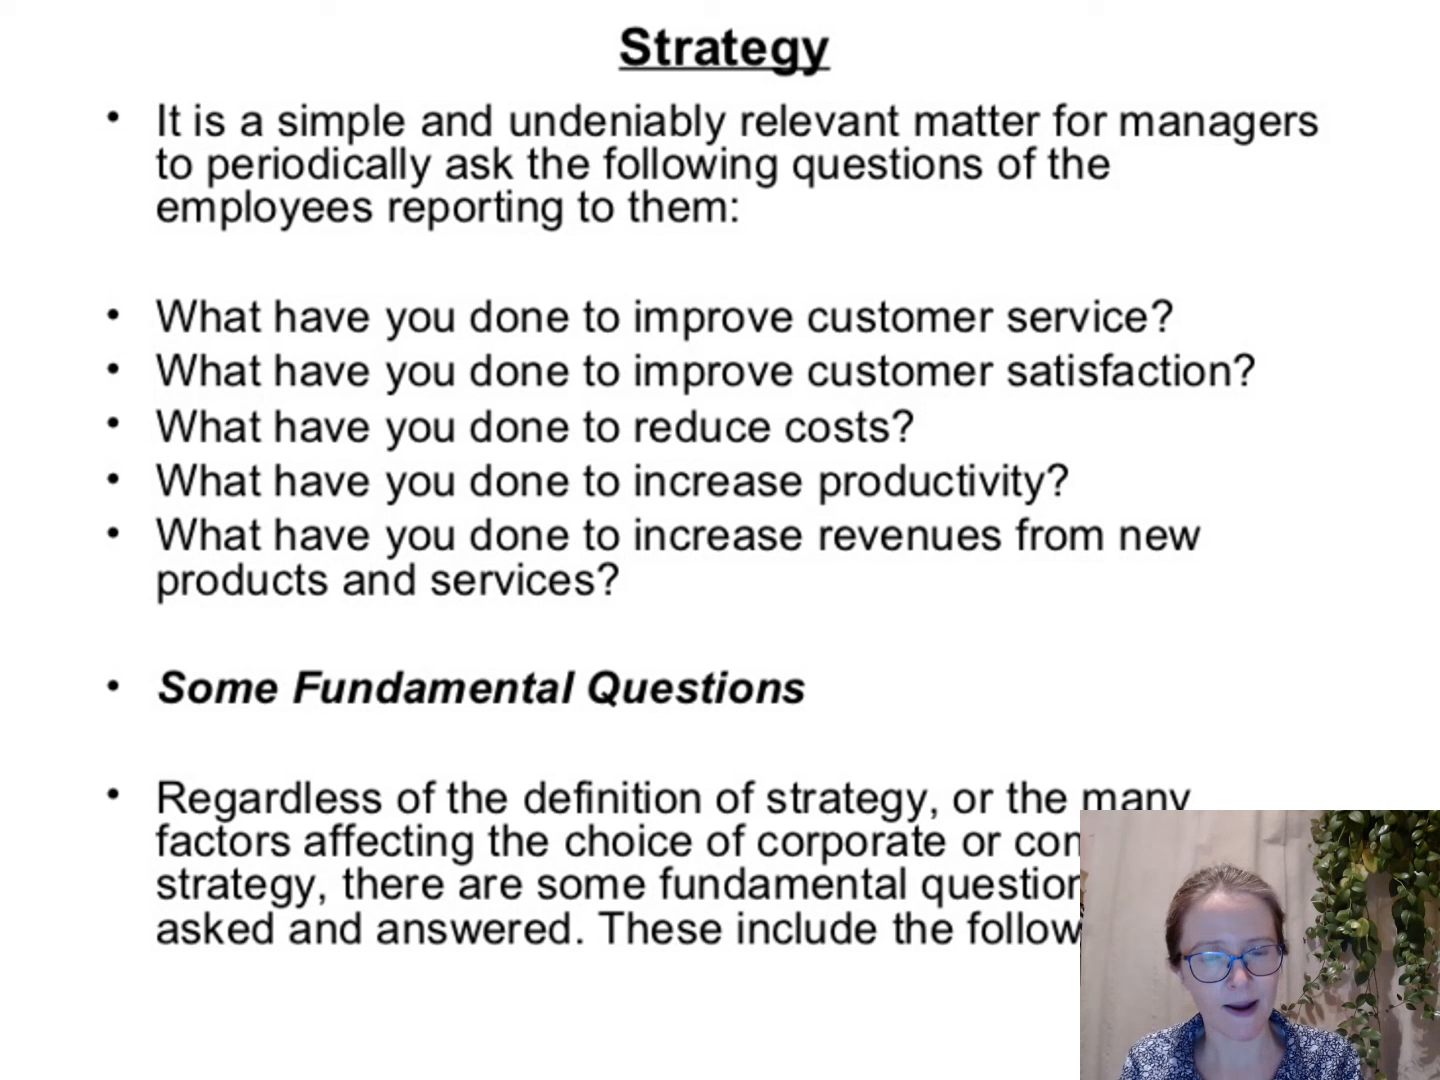 Strategy
• It is a simple and undeniably relevant matter for managers
to periodically ask the following questions of the
employees reporting to them:
• What have you done to improve customer service?
• What have you done to improve customer satisfaction?
• What have you done to reduce costs?
• What have you done to increase productivity?
• What have you done to increase revenues from new
products and services?
• Some Fundamental Questions
• Regardless of the definition of strategy, or the many
factors affecting the choice of corporate or
strategy, there are some fundamental
asked and answered. These include the